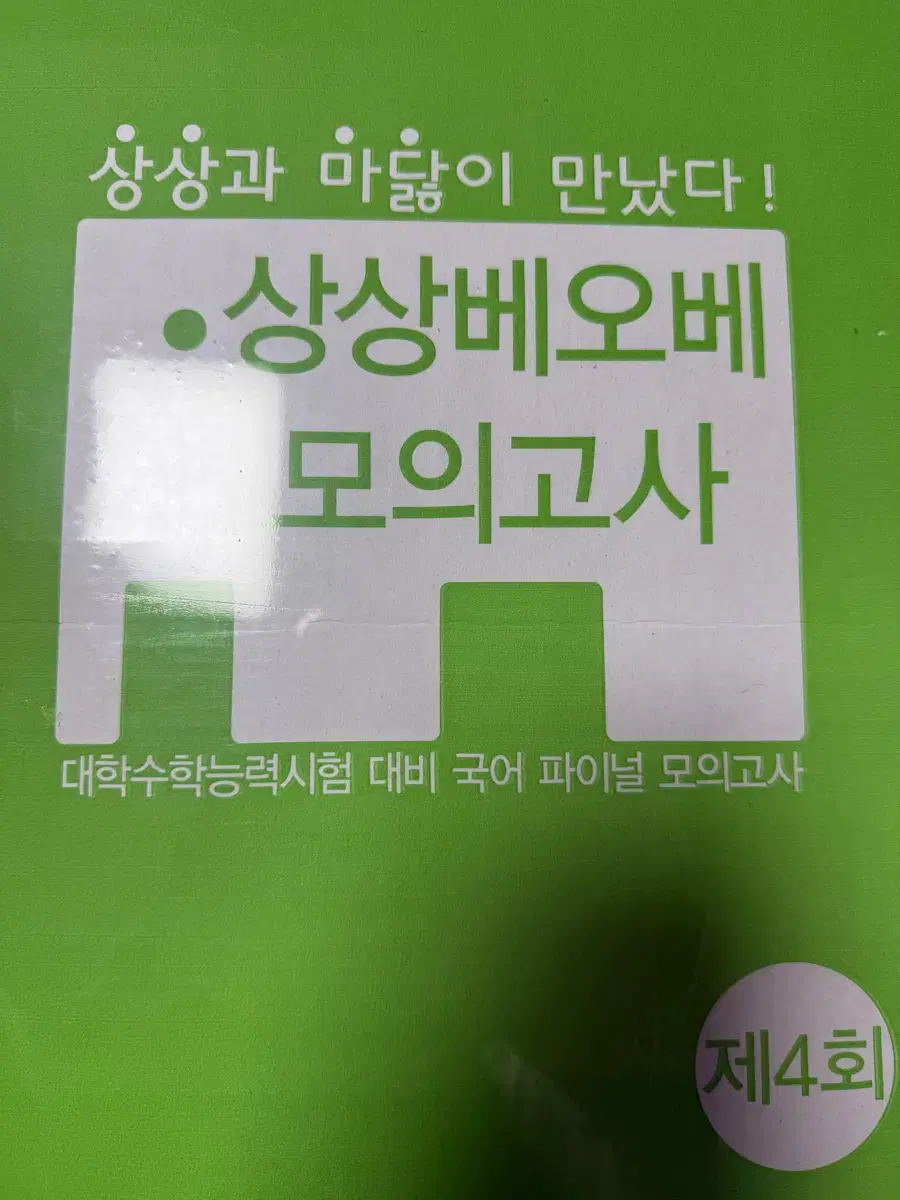 상상과 마닳이 만났다!
상상베오베
모의고사
대학수학능력시험 대비 국어 파이널 모의고사
제4회